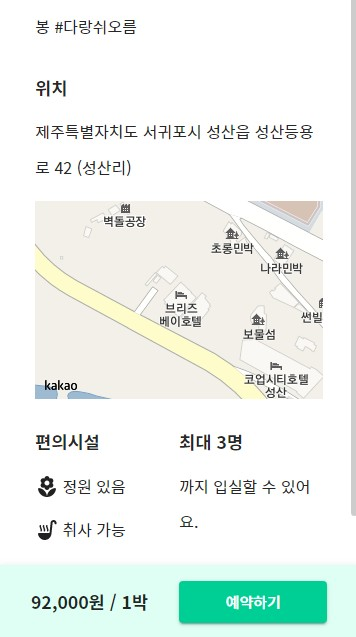 봉 #다랑쉬오름
위치
제주특별자치도 서귀포시 성산읍 성산등용
로 42 (성산리)
벽돌공장
초롱민박
나라민박
브리즈
베이호텔
썬빌
보물섬
코업시티호텔
성산
kakao
편의시설
정원 있음
취사 가능
최대 3명
까지 입실할 수 있어
요.
92,000원 / 1박
예약하기